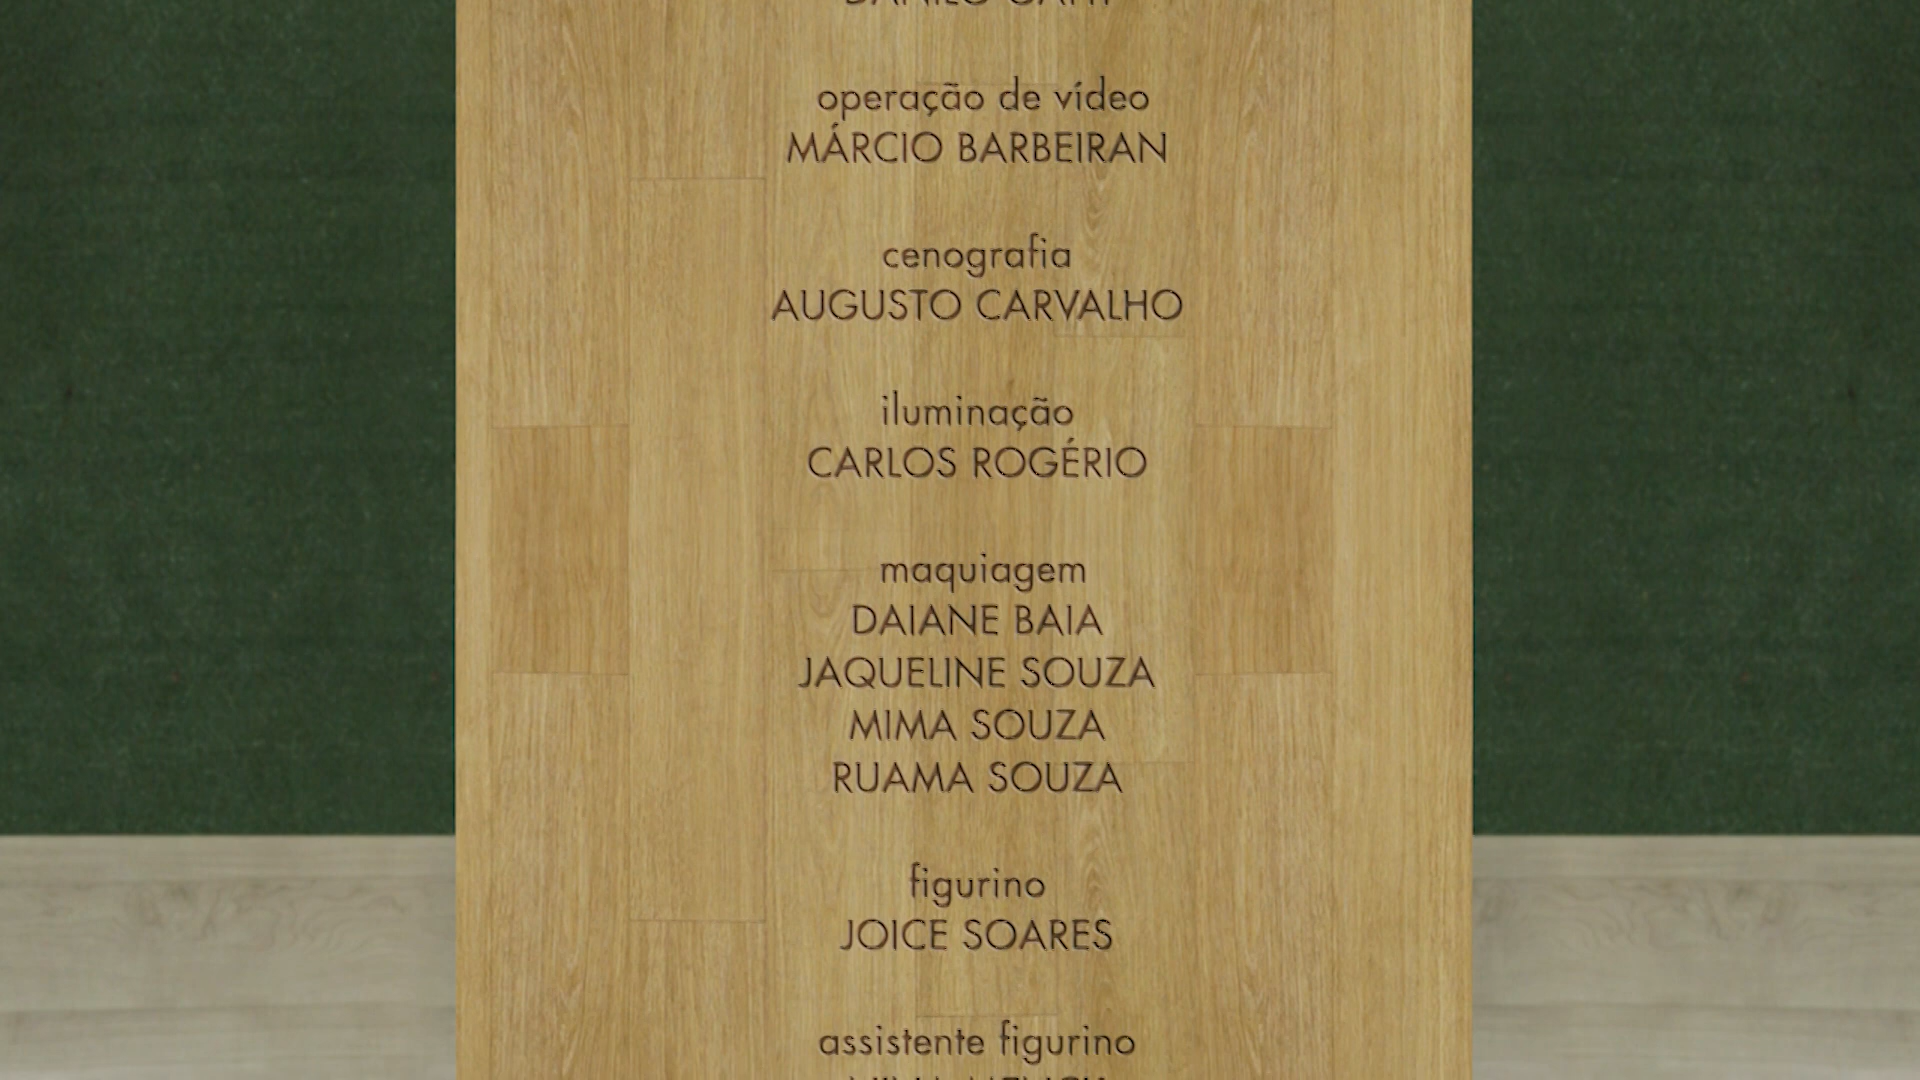 operação de vídeo
MÁRCIO BARBEIRAN
cenografia
AUGUSTO CARVALHO
iluminação
CARLOS ROGÉRIO
maquiagem
DAIANE BAIA
JAQUELINE SOUZA
MIMA SOUZA
RUAMA SOUZA
figurino
JOICE SOARES
assistente figurino